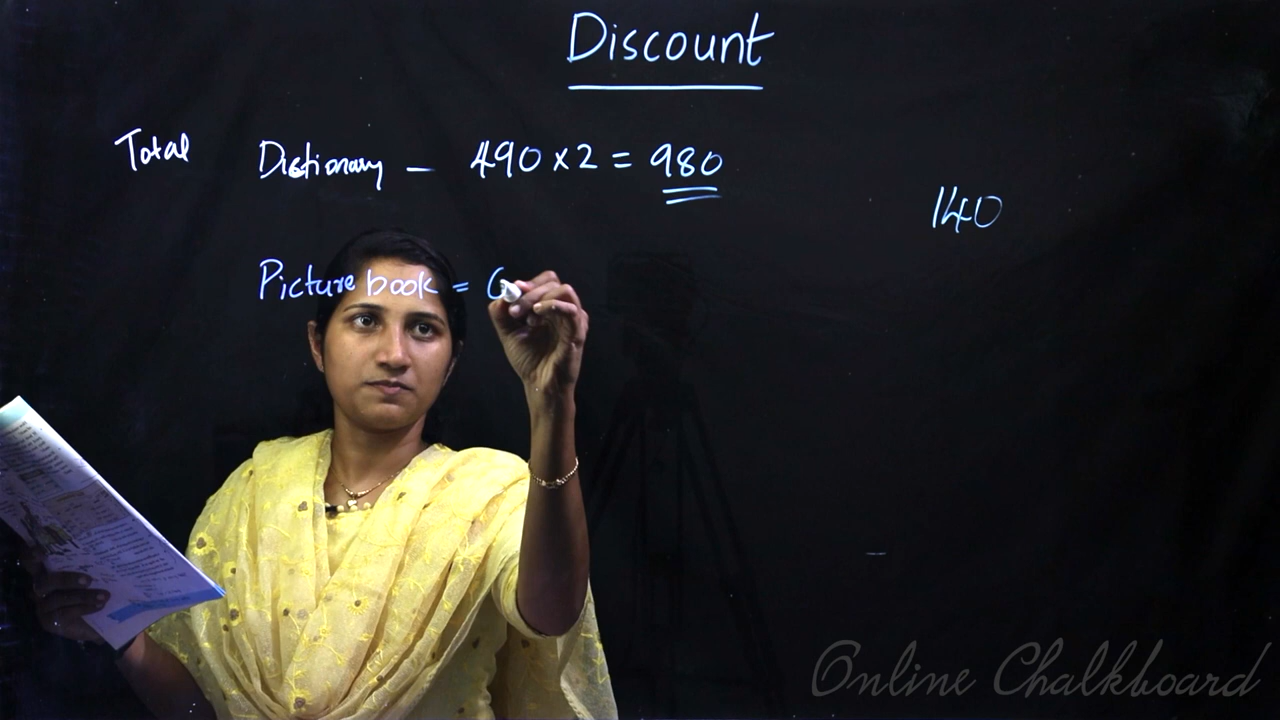 Discount
Total Dictionary – 490 × 2 = 980
140
Picture book =
Online Chalkboard